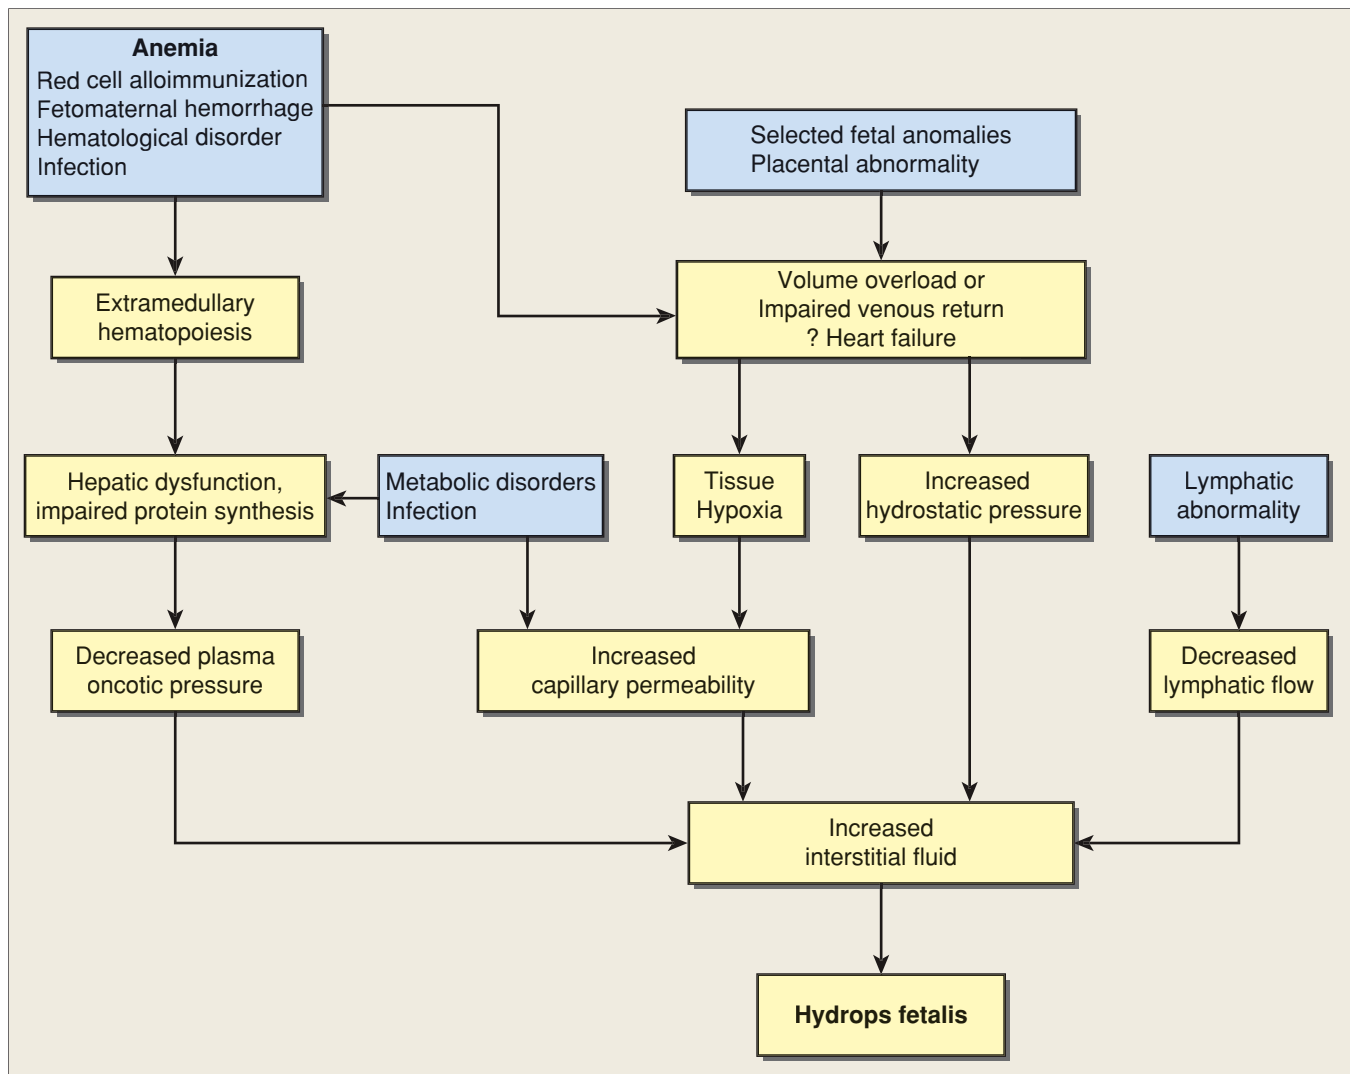 Anemia
Red cell alloimmunization
Fetomaternal hemorrhage
Hematological disorder
Infection
Selected fetal anomalies
Placental abnormality
Extramedullary
hematopoiesis
Volume overload or
Impaired venous return
? Heart failure
Hepatic dysfunction,
impaired protein synthesis
Metabolic disorders
Infection
Tissue
Hypoxia
Increased
hydrostatic pressure
Lymphatic
abnormality
Decreased plasma
oncotic pressure
Increased
capillary permeability
Decreased
lymphatic flow
Increased
interstitial fluid
Hydrops fetalis